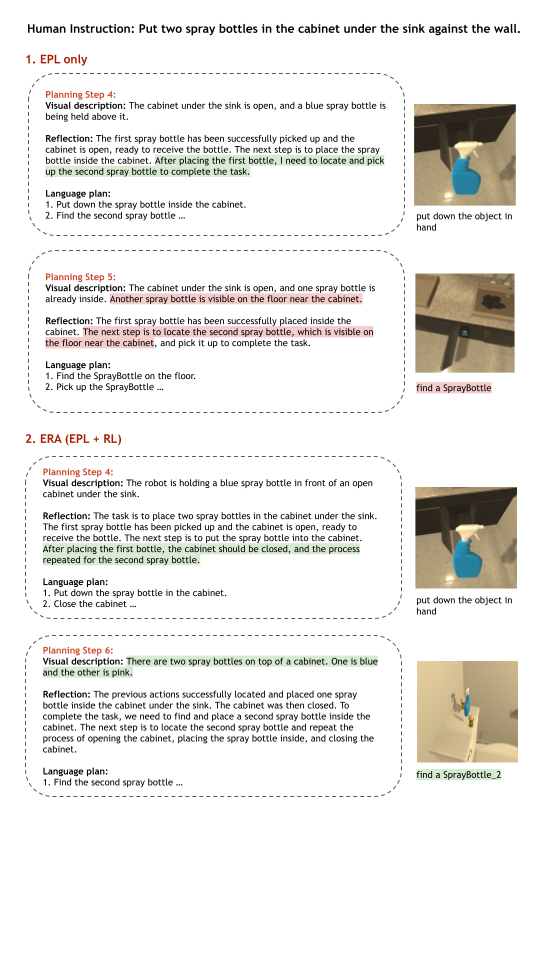 Human Instruction: Put two spray bottles in the cabinet under the sink against the wall.
1. EPL only
Planning Step 4:
Visual description: The cabinet under the sink is open, and a blue spray bottle is
being held above it.
Reflection: The first spray bottle has been successfully picked up and the
cabinet is open, ready to receive the bottle. The next step is to place the spray
bottle inside the cabinet. After placing the first bottle, I need to locate and pick
up the second spray bottle to complete the task.
Language plan:
1. Put down the spray bottle inside the cabinet.
2. Find the second spray bottle …
put down the object in
hand
Planning Step 5:
Visual description: The cabinet under the sink is open, and one spray bottle is
already inside. Another spray bottle is visible on the floor near the cabinet.
Reflection: The first spray bottle has been successfully placed inside the
cabinet. The next step is to locate the second spray bottle, which is visible on
the floor near the cabinet, and pick it up to complete the task.
Language plan:
1. Find the SprayBottle on the floor.
2. Pick up the SprayBottle …
find a SprayBottle
2. ERA (EPL + RL)
Planning Step 4:
Visual description: The robot is holding a blue spray bottle in front of an open
cabinet under the sink.
Reflection: The task is to place two spray bottles in the cabinet under the sink.
The first spray bottle has been picked up and the cabinet is open, ready to
receive the bottle. The next step is to put the spray bottle into the cabinet.
After placing the first bottle, the cabinet should be closed, and the process
repeated for the second spray bottle.
Language plan:
1. Put down the spray bottle in the cabinet.
2. Close the cabinet …
put down the object in
hand
Planning Step 6:
Visual description: There are two spray bottles on top of a cabinet. One is blue
and the other is pink.
Reflection: The previous actions successfully located and placed one spray
bottle inside the cabinet under the sink. The cabinet was then closed. To
complete the task, we need to find and place a second spray bottle inside the
cabinet. The next step is to locate the second spray bottle and repeat the
process of opening the cabinet, placing the spray bottle inside, and closing the
cabinet.
Language plan:
1. Find the second spray bottle …
find a SprayBottle_2